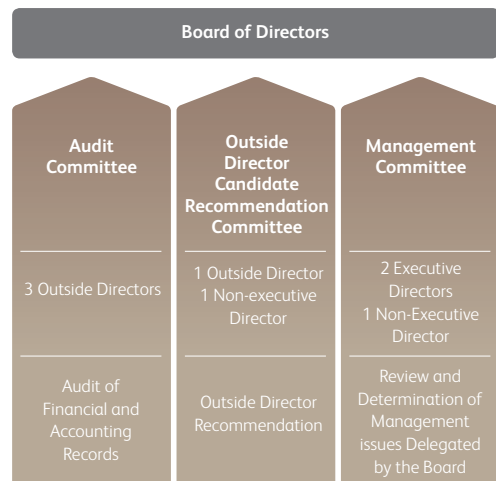 Board of Directors
Audit
Committee
3 Outside Directors
Audit of
Financial and
Accounting
Records
Outside
Director
Candidate
Recommendation
Committee
1 Outside Director
1 Non-executive
Director
Outside Director
Recommendation
Management
Committee
2 Executive
Directors
1 Non-Executive
Director
Review and
Determination of
Management
issues Delegated
by the Board